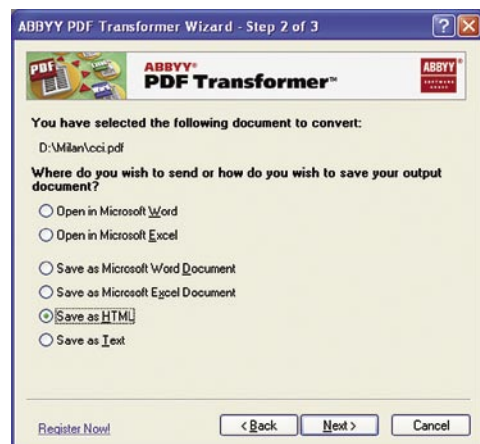 ABBYY PDF Transformer Wizard - Step 2 of 3
PDF
ABBYY®
PDF Transformer™
ABBYY®
SOFTWARE HOUSE
You have selected the following document to convert:
D:\Milan\cci.pdf
Where do you wish to send or how do you wish to save your output
document?
Open in Microsoft Word
Open in Microsoft Excel
Save as Microsoft Word Document
Save as Microsoft Excel Document
Save as HTML
Save as Text
Register Now!
< Back
Next >
Cancel